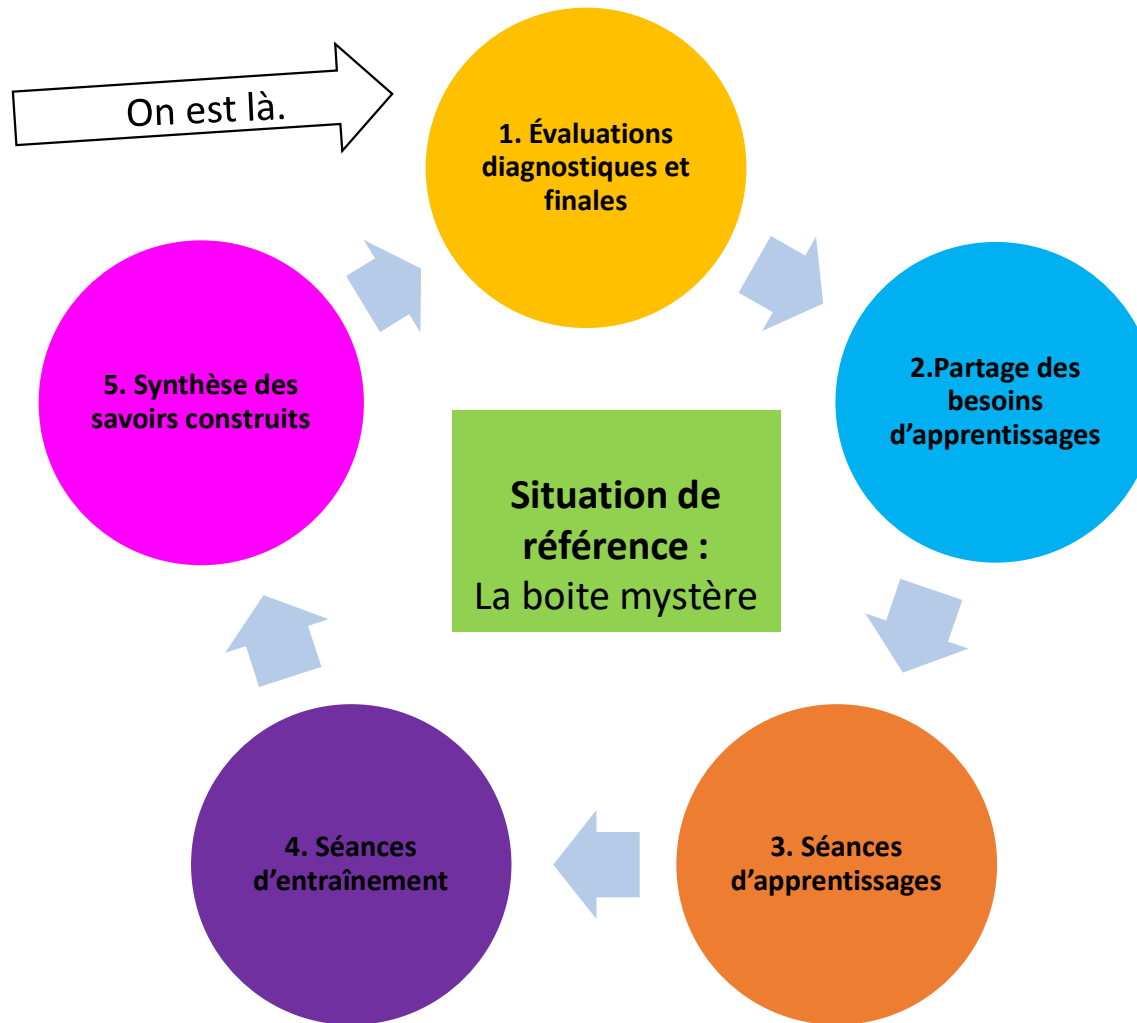 On est là.
1. Évaluations
diagnostiques et
finales
2.Partage des
besoins
d’apprentissages
5. Synthèse des
savoirs construits
Situation de
référence :
La boite mystère
4. Séances
d’entraînement
3. Séances
d’apprentissages